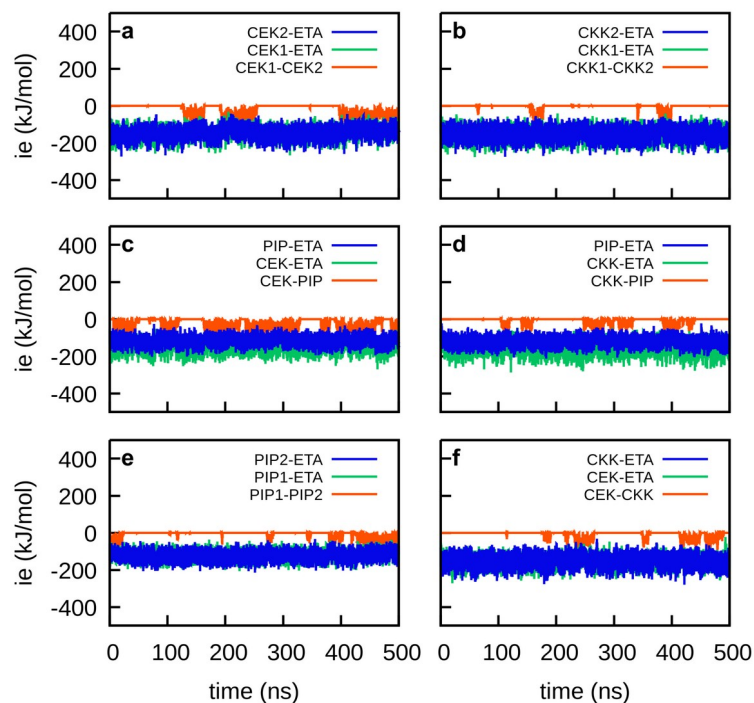 a
CEK2-ETA
CEK1-ETA
CEK1-CEK2
400
200
0
-200
-400
ie (kJ/mol)
b
CKK2-ETA
CKK1-ETA
CKK1-CKK2
c
PIP-ETA
CEK-ETA
CEK-PIP
400
200
0
-200
-400
ie (kJ/mol)
d
PIP-ETA
CKK-ETA
CKK-PIP
e
PIP2-ETA
PIP1-ETA
PIP1-PIP2
400
200
0
-200
-400
ie (kJ/mol)
f
CKK-ETA
CEK-ETA
CEK-CKK
0 100 200 300 400 500
0 100 200 300 400 500
time (ns)
time (ns)